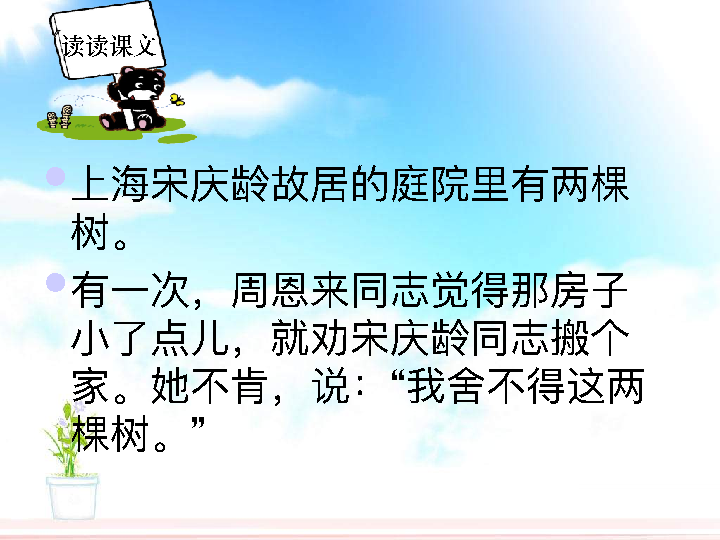 读读课文
上海宋庆龄故居的庭院里有两棵
树。
有一次，周恩来同志觉得那房子
小了点儿，就劝宋庆龄同志搬个
家。她不肯，说：“我舍不得这两
棵树。”